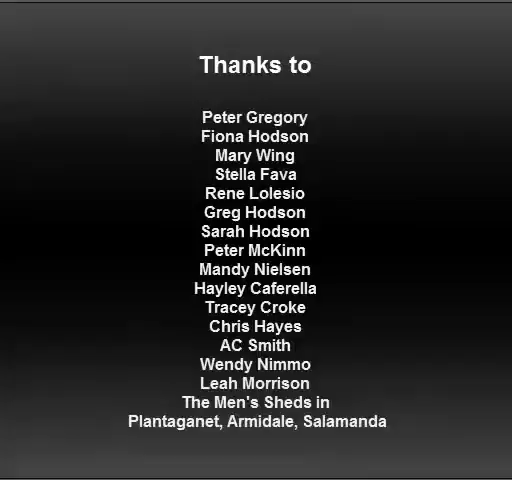 Thanks to
Peter Gregory
Fiona Hodson
Mary Wing
Stella Fava
Rene Lolesio
Greg Hodson
Sarah Hodson
Peter McKinn
Mandy Nielsen
Hayley Caferella
Tracey Croke
Chris Hayes
AC Smith
Wendy Nimmo
Leah Morrison
The Men's Sheds in
Plantaganet, Armidale, Salamanda